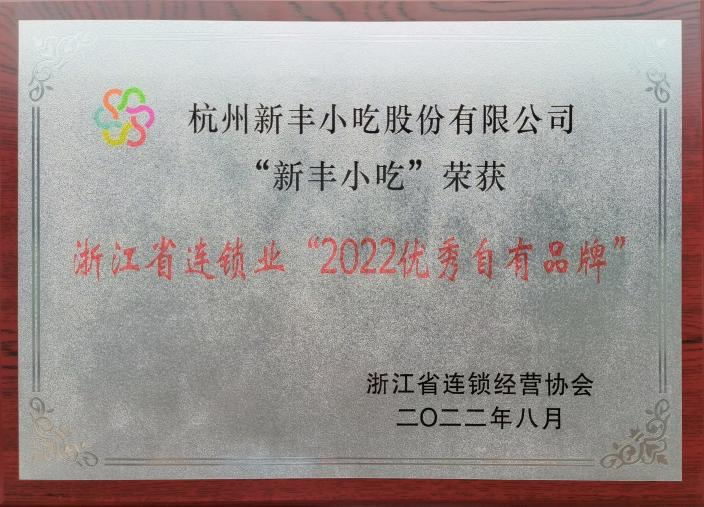 杭州新丰小吃股份有限公司
“新丰小吃”荣获
浙江省连锁业“2022优秀自有品牌”
浙江省连锁经营协会
二〇二二年八月